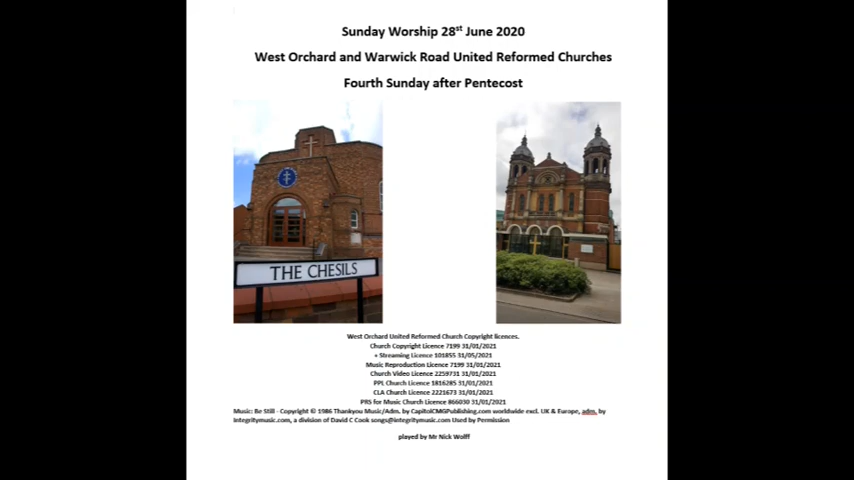 Sunday Worship 28st June 2020
West Orchard and Warwick Road United Reformed Churches
Fourth Sunday after Pentecost
THE CHESILS
West Orchard United Reformed Church Copyright licences.
Church Copyright Licence 7199 31/01/2021
+ Streaming Licence 101855 31/05/2021
Music Reproduction Licence 7199 31/01/2021
Church Video Licence 2259731 31/01/2021
PPL Church Licence 1816285 31/01/2021
CLA Church Licence 2221673 31/01/2021
PRS for Music Church Licence 866030 31/01/2021
Music: Be Still - Copyright © 1986 Thankyou Music/Adm. by CapitolCMGPublishing.com worldwide excl. UK & Europe, adm. by
Integritymusic.com, a division of David C Cook songs@integritymusic.com Used by Permission
played by Mr Nick Wolff